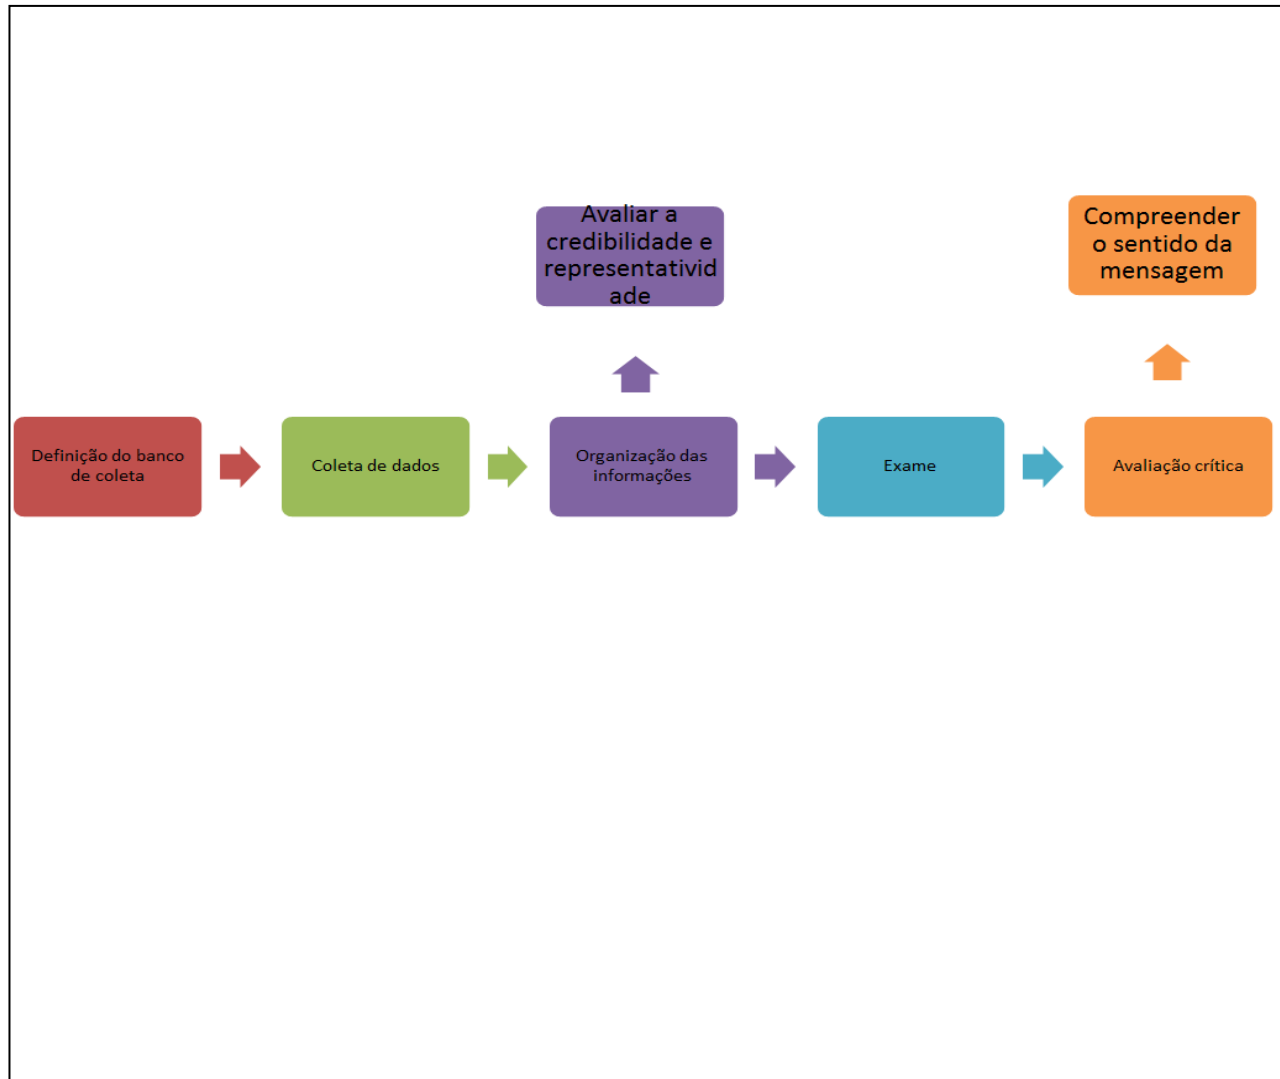 Avaliar a
credibilidade e
representativid
ade
Compreender
o sentido da
mensagem
Definição do banco
de coleta
Coleta de dados
Organização das
informações
Exame
Avaliação crítica